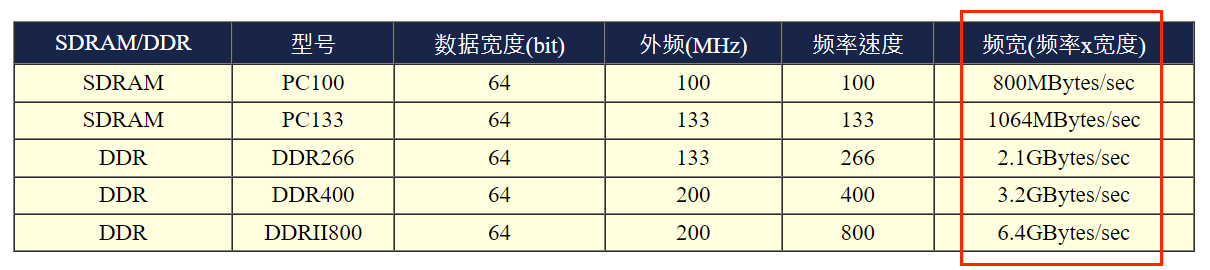 SDRAM/DDR 型号 数据宽度(bit) 外频(MHz) 频率速度 频宽(频率x宽度)
SDRAM PC100 64 100 100 800MBytes/sec
SDRAM PC133 64 133 133 1064MBytes/sec
DDR DDR266 64 133 266 2.1GBytes/sec
DDR DDR400 64 200 400 3.2GBytes/sec
DDR DDRII800 64 200 800 6.4GBytes/sec